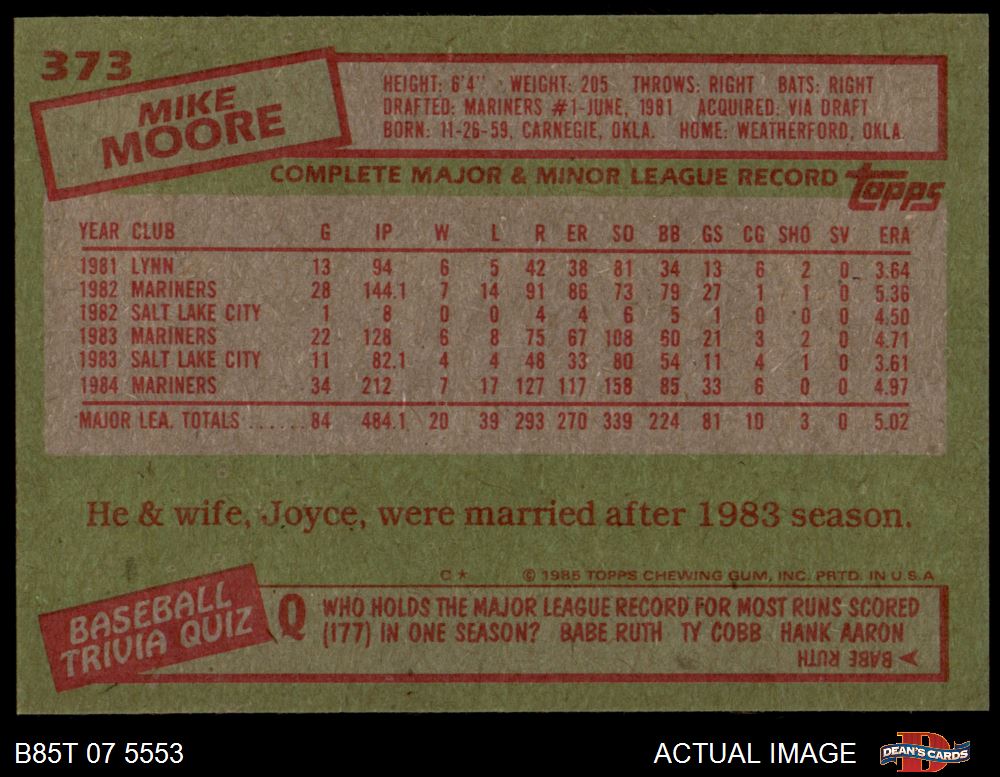 373
MIKE
MOORE
HEIGHT: 6'4" WEIGHT: 205 THROWS: RIGHT BATS: RIGHT
DRAFTED: MARINERS #1-JUNE, 1981 ACQUIRED: VIA DRAFT
BORN: 11-26-59, CARNEGIE, OKLA. HOME: WEATHERFORD, OKLA.
COMPLETE MAJOR & MINOR LEAGUE RECORD
topps
YEAR CLUB G IP W L R ER SO BB GS CG SHO SV ERA
1981 LYNN 13 94 6 5 42 38 81 34 13 6 2 0 3.64
1982 MARINERS 28 144.1 7 14 91 86 73 79 27 1 1 0 5.36
1982 SALT LAKE CITY 1 8 0 0 4 4 6 5 1 0 0 0 4.50
1983 MARINERS 22 128 6 8 75 67 108 60 21 3 2 0 4.71
1983 SALT LAKE CITY 11 82.1 4 4 48 33 80 54 11 4 1 0 3.61
1984 MARINERS 34 212 7 17 127 117 158 85 33 6 0 0 4.97
MAJOR LEA. TOTALS ...... 84 484.1 20 39 293 270 339 224 81 10 3 0 5.02
He & wife, Joyce, were married after 1983 season.
C* © 1985 TOPPS CHEWING GUM, INC. PRTD. IN U.S.A
BASEBALL
TRIVIA QUIZ
Q WHO HOLDS THE MAJOR LEAGUE RECORD FOR MOST RUNS SCORED
(177) IN ONE SEASON? BABE RUTH TY COBB HANK AARON
BABE RUTH
B85T 07 5553
ACTUAL IMAGE
D
DEAN'S CARDS